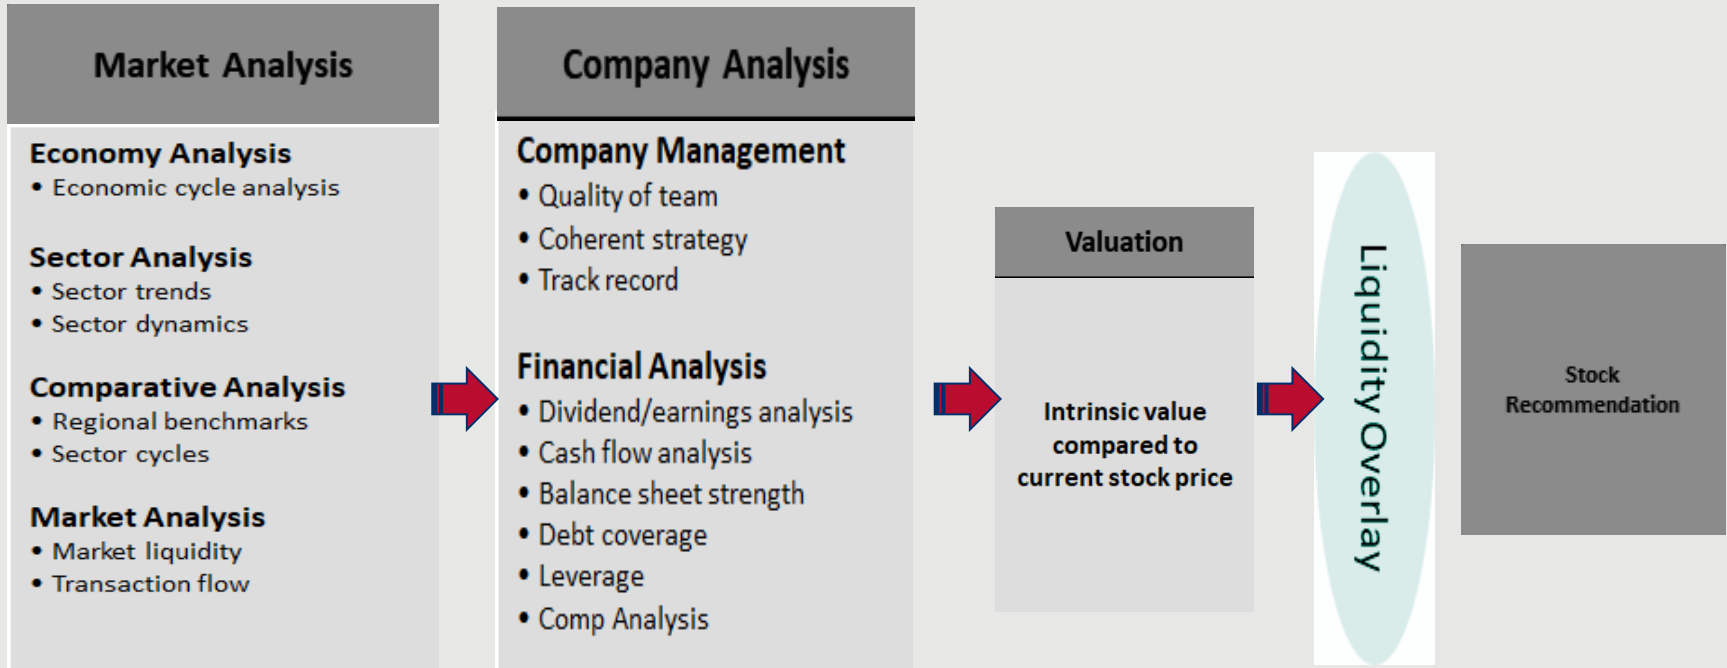 Market Analysis
Economy Analysis
• Economic cycle analysis
Sector Analysis
• Sector trends
• Sector dynamics
Comparative Analysis
• Regional benchmarks
• Sector cycles
Market Analysis
• Market liquidity
• Transaction flow
Company Analysis
Company Management
• Quality of team
• Coherent strategy
• Track record
Financial Analysis
• Dividend/earnings analysis
• Cash flow analysis
• Balance sheet strength
• Debt coverage
• Leverage
• Comp Analysis
Valuation
Intrinsic value
compared to
current stock price
Liquidity Overlay
Stock
Recommendation